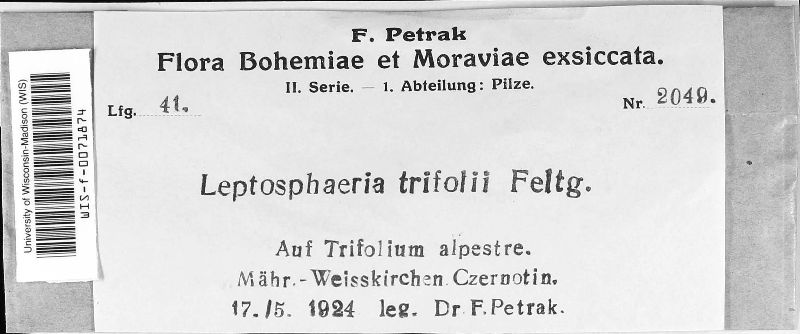 F. Petrak
Flora Bohemiae et Moraviae exsiccata.
II. Serie. — 1. Abteilung: Pilze.
Lfg. 41.
Nr. 2049.
Leptosphaeria trifolii Feltg.
Auf Trifolium alpestre.
Mähr.-Weisskirchen Czernotin.
17./5. 1924 leg. Dr F. Petrak.
University of Wisconsin-Madison (WIS)
WIS-f-0071874